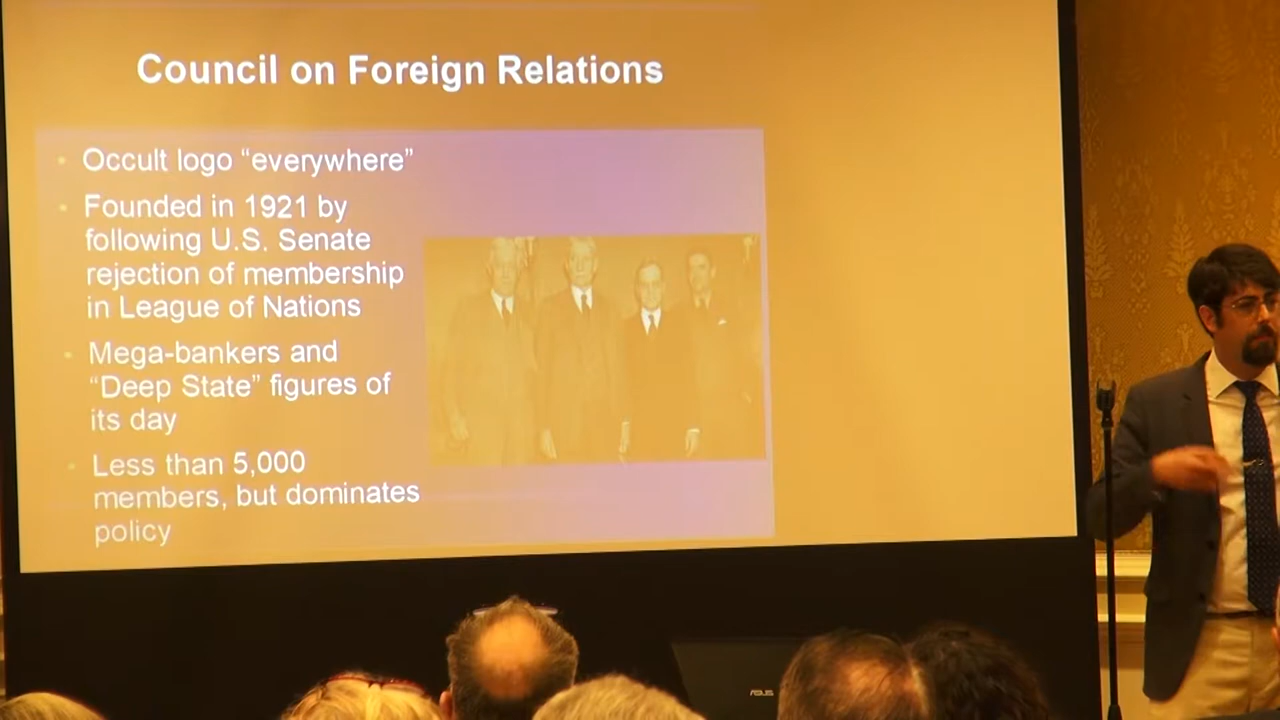 Council on Foreign Relations
• Occult logo “everywhere”
• Founded in 1921 by
following U.S. Senate
rejection of membership
in League of Nations
• Mega-bankers and
“Deep State” figures of
its day
• Less than 5,000
members, but dominates
policy
ASUS